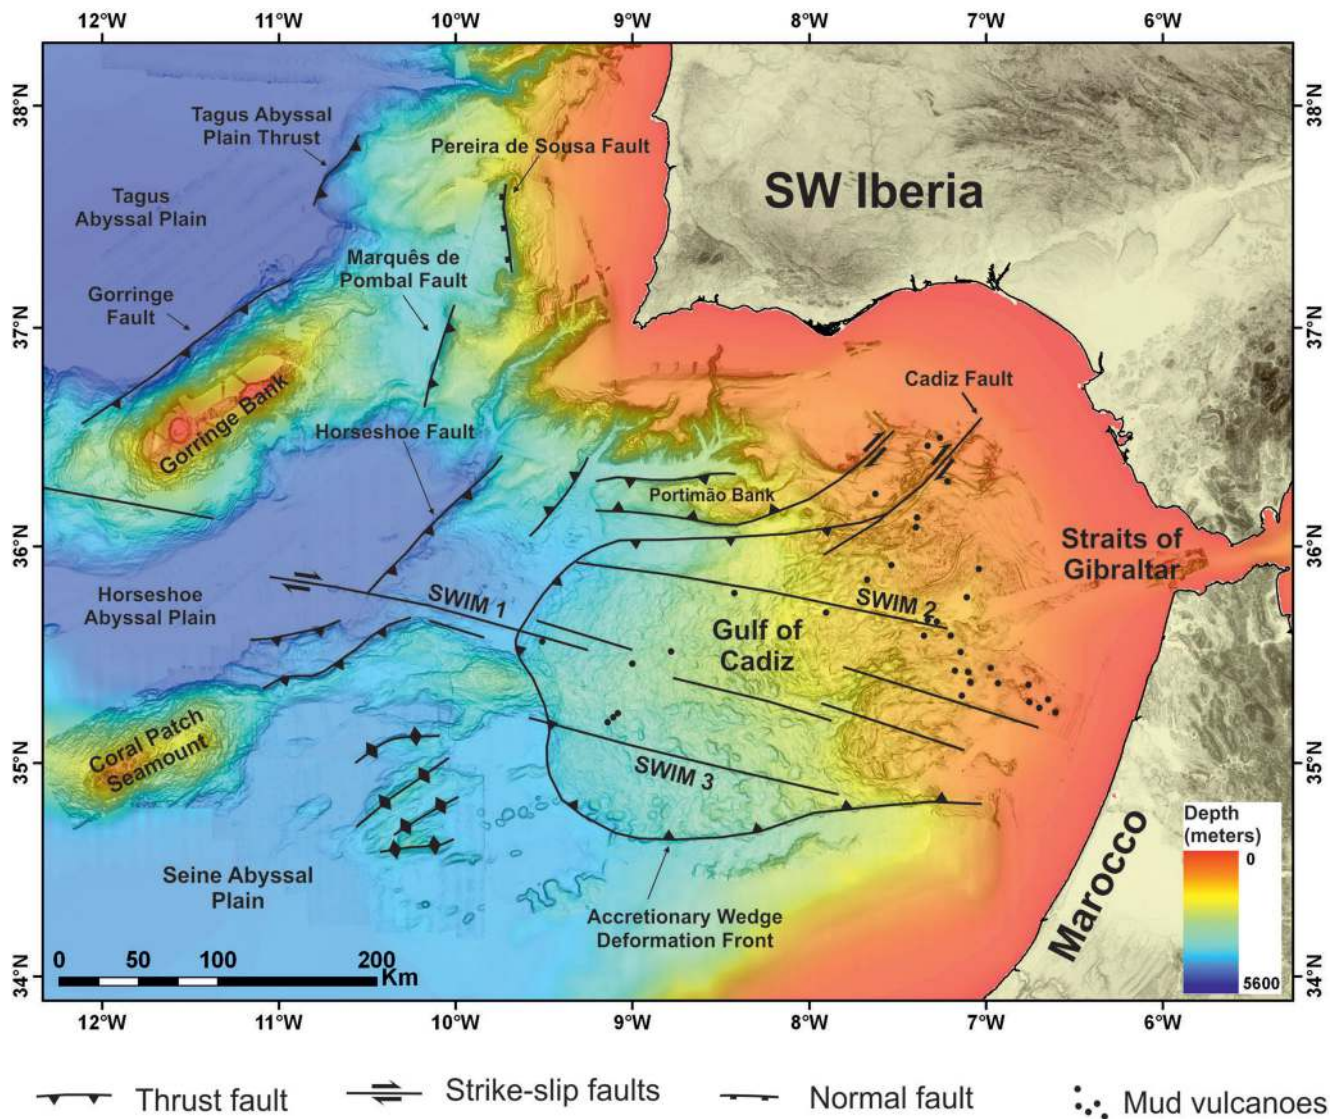 12°W 11°W 10°W 9°W 8°W 7°W 6°W
38°N
38°N
Tagus Abyssal
Plain Thrust
Pereira de Sousa Fault
SW Iberia
Tagus
Abyssal Plain
Marquês de
Pombal Fault
Gorringe
Fault
37°N
37°N
Cadiz Fault
Gorringe Bank
Horseshoe Fault
Portimão Bank
36°N
36°N
Straits of
Gibraltar
Horseshoe
Abyssal Plain
SWIM 1
SWIM 2
Gulf of
Cadiz
Coral Patch
Seamount
35°N
35°N
SWIM 3
Depth
(meters)
0
5600
Marocco
Seine Abyssal
Plain
Accretionary Wedge
Deformation Front
0 50 100 200
Km
34°N
34°N
12°W 11°W 10°W 9°W 8°W 7°W 6°W
Thrust fault
Strike-slip faults
Normal fault
Mud vulcanoes